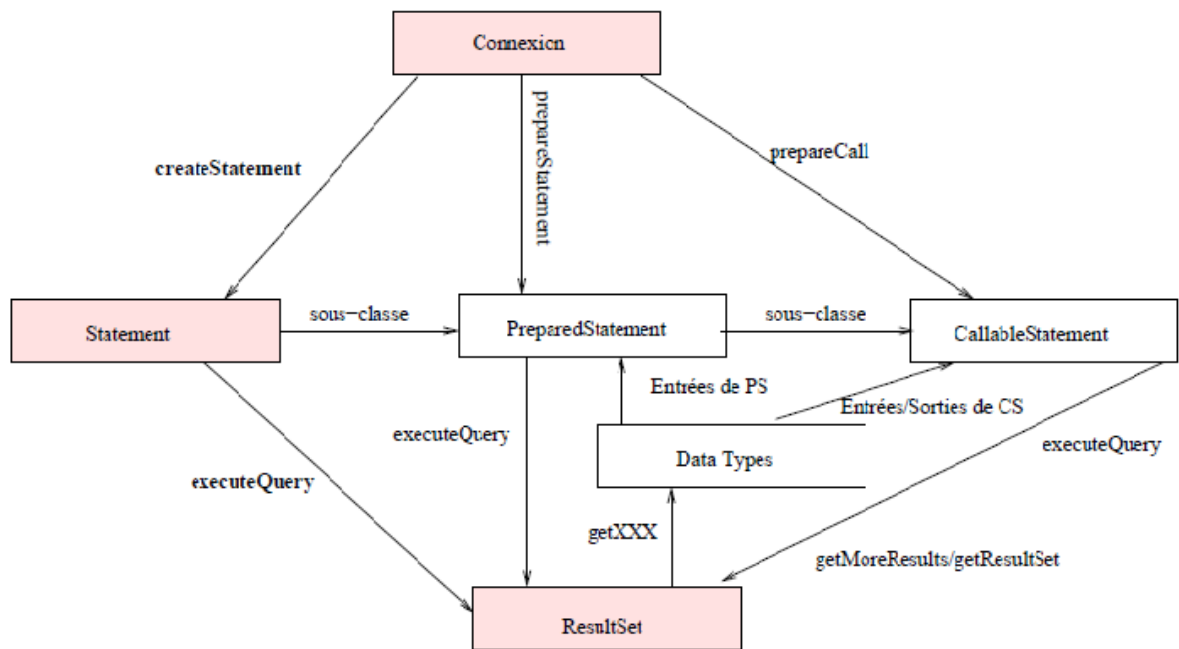 Connexicn
prepareStatement
prepareCall
createStatement
sous-classe
sous-classe
Statement
PreparedStatement
CallableStatement
Entrées de PS
Entrées/Sorties de CS
executeQuery
executeQuery
Data Types
executeQuery
getXXX
getMoreResults/getResultSet
ResultSet